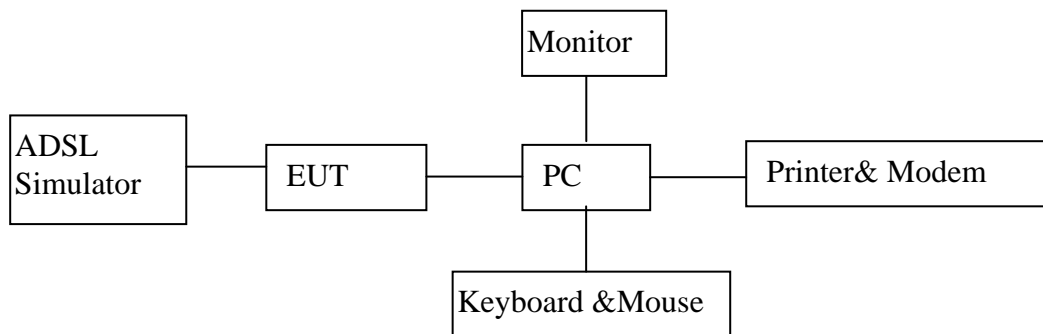 Monitor
ADSL
Simulator
EUT
PC
Printer& Modem
Keyboard &Mouse